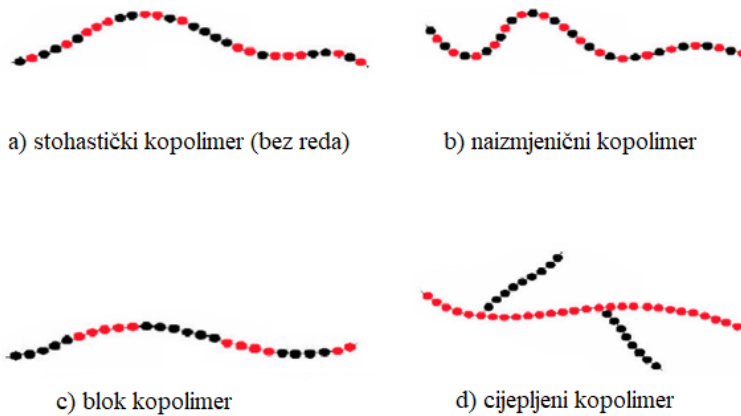 a) stohastički kopolimer (bez reda)
b) naizmjenični kopolimer
c) blok kopolimer
d) cijepljeni kopolimer